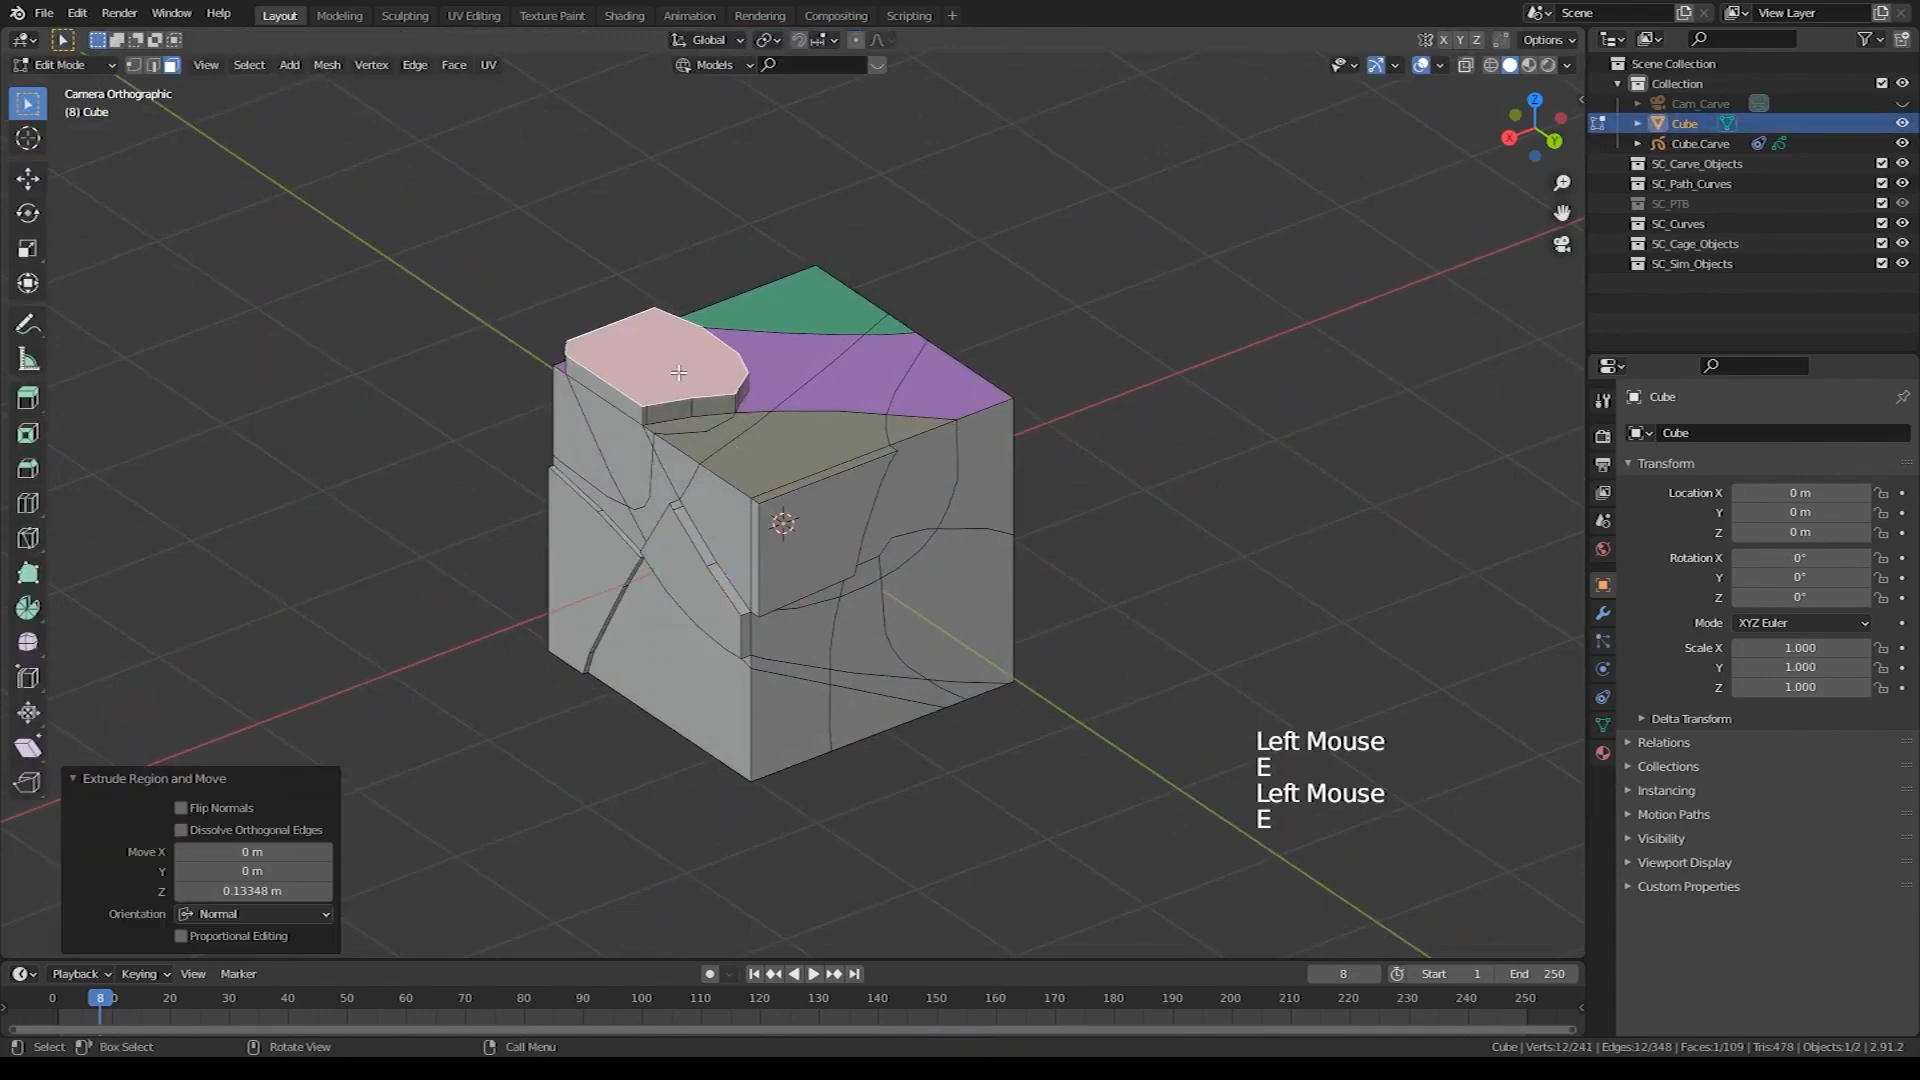 File Edit Render Window Help Layout Modeling Sculpting UV Editing Texture Paint Shading Animation Rendering Compositing Scripting + Scene View Layer
Global X Y Z Options
Edit Mode View Select Add Mesh Vertex Edge Face UV Models
Camera Orthographic
(8) Cube
Z
X
Y
Scene Collection
Collection
Cam_Carve
Cube
Cube.Carve
SC_Carve_Objects
SC_Path_Curves
SC_PTB
SC_Curves
SC_Cage_Objects
SC_Sim_Objects
Cube
Cube
Transform
Location X 0 m
Y 0 m
Z 0 m
Rotation X 0°
Y 0°
Z 0°
Mode XYZ Euler
Scale X 1.000
Y 1.000
Z 1.000
Delta Transform
Relations
Collections
Instancing
Motion Paths
Visibility
Viewport Display
Custom Properties
Left Mouse
E
Left Mouse
E
Extrude Region and Move
Flip Normals
Dissolve Orthogonal Edges
Move X 0 m
Y 0 m
Z 0.13348 m
Orientation Normal
Proportional Editing
Playback Keying View Marker 8 Start 1 End 250
0 8 20 30 40 50 60 70 80 90 100 110 120 130 140 150 160 170 180 190 200 210 220 230 240 250
Select Box Select Rotate View Call Menu Cube | Verts:12/241 | Edges:12/348 | Faces:1/109 | Tris:478 | Objects:1/2 | 2.91.2